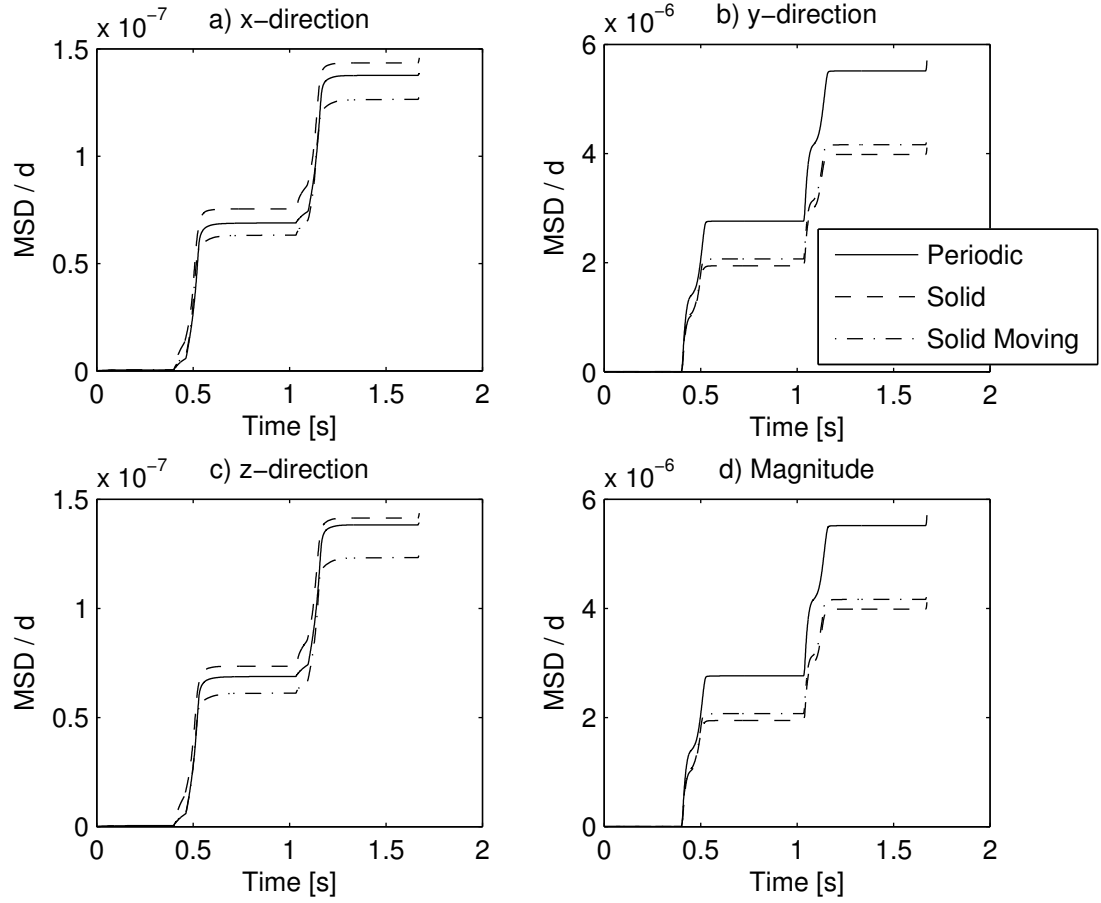 x 10−7
a) x−direction
1.5
1
0.5
0
0
0.5
1
1.5
2
MSD / d
Time [s]
x 10−6
b) y−direction
6
4
2
0
0
0.5
1
1.5
2
MSD / d
Time [s]
Periodic
Solid
Solid Moving
x 10−7
c) z−direction
1.5
1
0.5
0
0
0.5
1
1.5
2
MSD / d
Time [s]
x 10−6
d) Magnitude
6
4
2
0
0
0.5
1
1.5
2
MSD / d
Time [s]